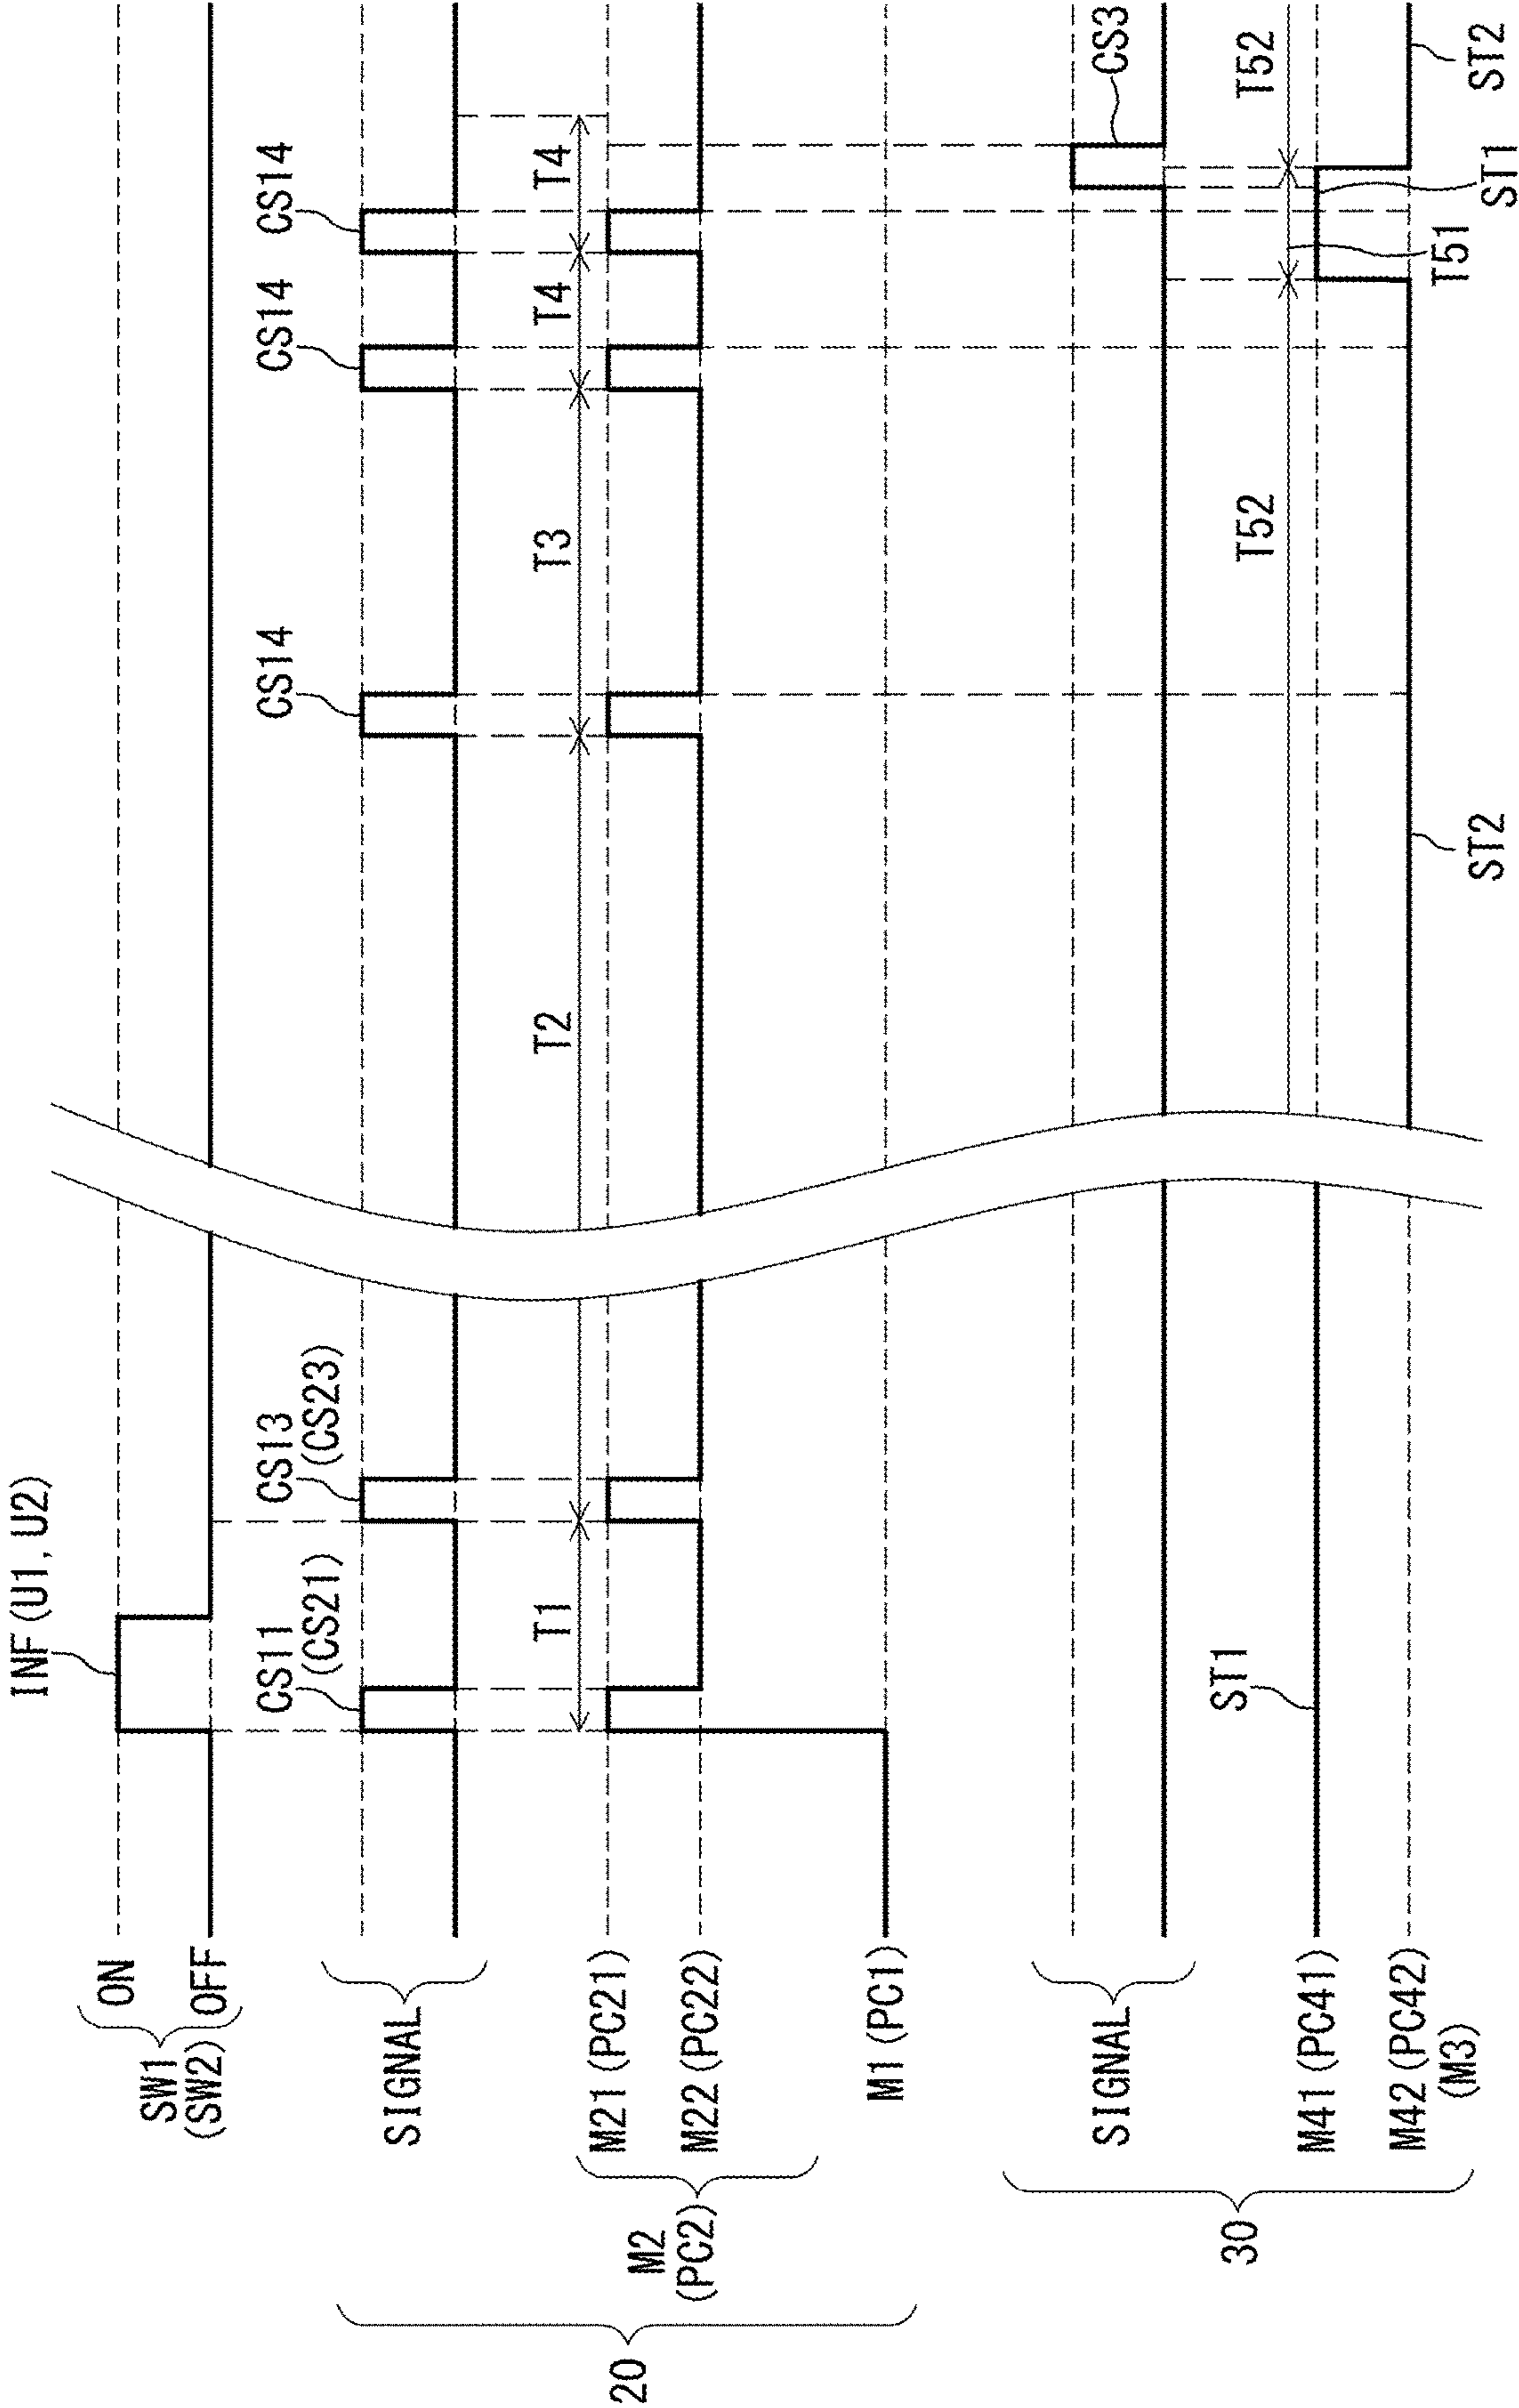 INF (U1, U2)
ON
OFF
SW1
(SW2)
CS11
(CS21)
CS13
(CS23)
CS14
CS14
CS14
SIGNAL
T1
T2
T3
T4
T4
M21 (PC21)
M22 (PC22)
M2
(PC2)
M1 (PC1)
20
CS3
SIGNAL
T52
T51
T52
ST1
ST1
M41 (PC41)
M42 (PC42)
(M3)
ST2
ST2
30